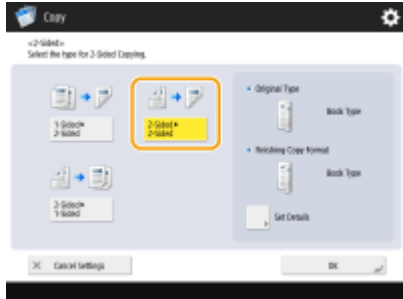 Copy
<2-Sided>
Select the type for 2-Sided Copying.
1-Sided▸
2-Sided
2-Sided▸
2-Sided
2-Sided▸
1-Sided
• Original Type
Book Type
• Finishing Copy Format
Book Type
Set Details
× Cancel Settings
OK